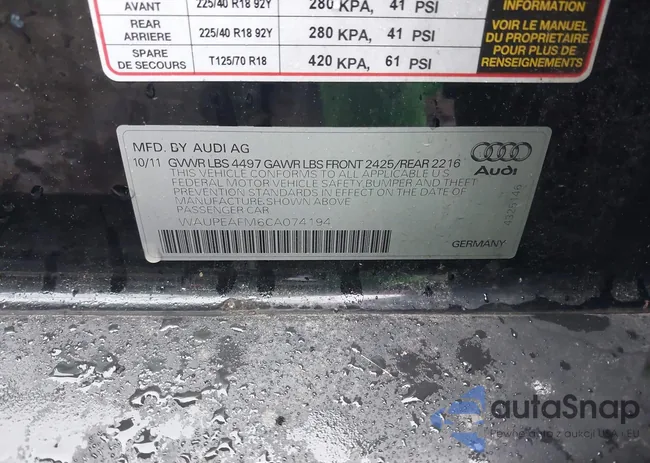 AVANT 225/40 R18 92Y 280 KPA, 41 PSI
INFORMATION
REAR
ARRIERE 225/40 R18 92Y 280 KPA, 41 PSI
VOIR LE MANUEL
DU PROPRIETAIRE
POUR PLUS DE
RENSEIGNEMENTS
SPARE
DE SECOURS T125/70 R18 420 KPA, 61 PSI
MFD. BY AUDI AG
10/11 GVWR LBS 4497 GAWR LBS FRONT 2425/REAR 2216
THIS VEHICLE CONFORMS TO ALL APPLICABLE U.S
FEDERAL MOTOR VEHICLE SAFETY BUMPER AND THEFT
PREVENTION STANDARDS IN EFFECT ON THE DATE OF
MANUFACTURE SHOWN ABOVE
PASSENGER CAR
WAUPEAFM6CA074194
Audi
GERMANY
autaSnap